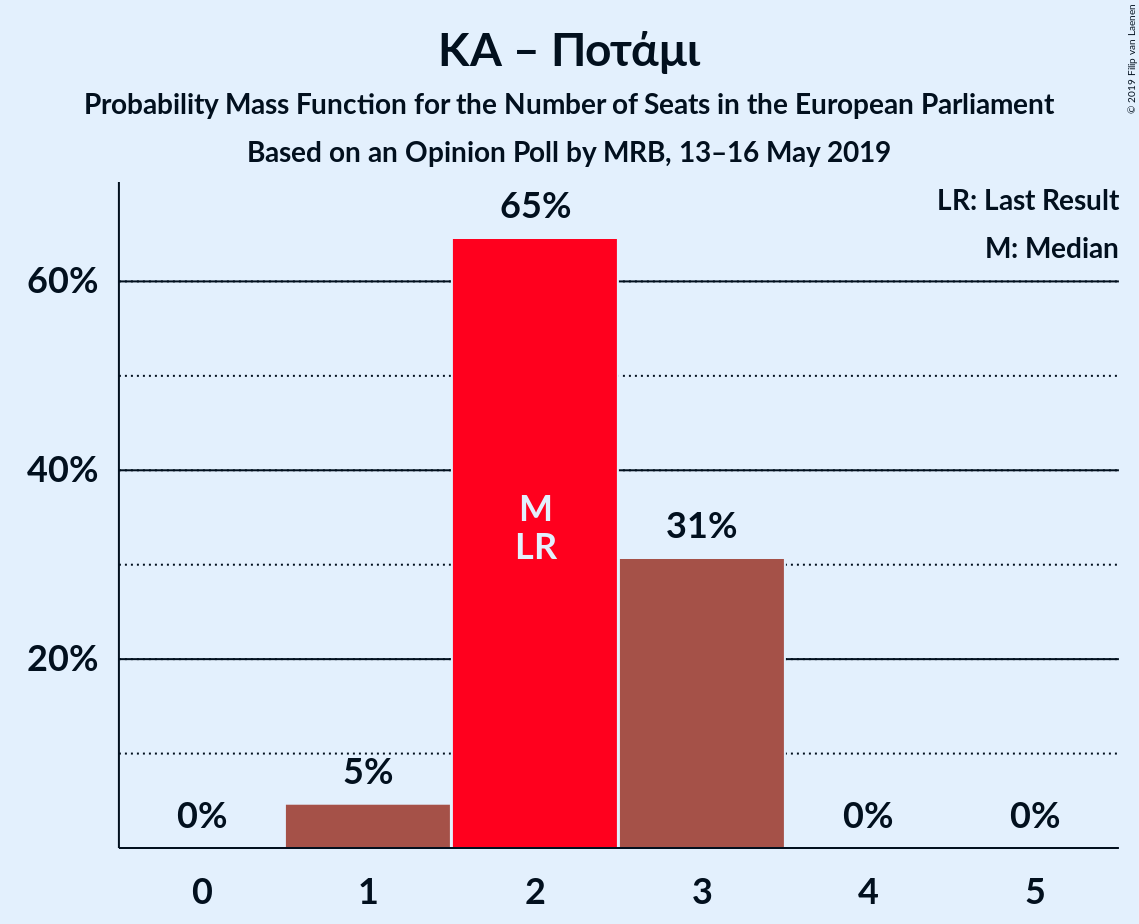 ΚΑ – Ποτάμι
Probability Mass Function for the Number of Seats in the European Parliament
Based on an Opinion Poll by MRB, 13–16 May 2019
© 2019 Filip van Laenen
LR: Last Result
M: Median
65%
60%
40%
M
LR
31%
20%
5%
0%
0%
0%
0
1
2
3
4
5